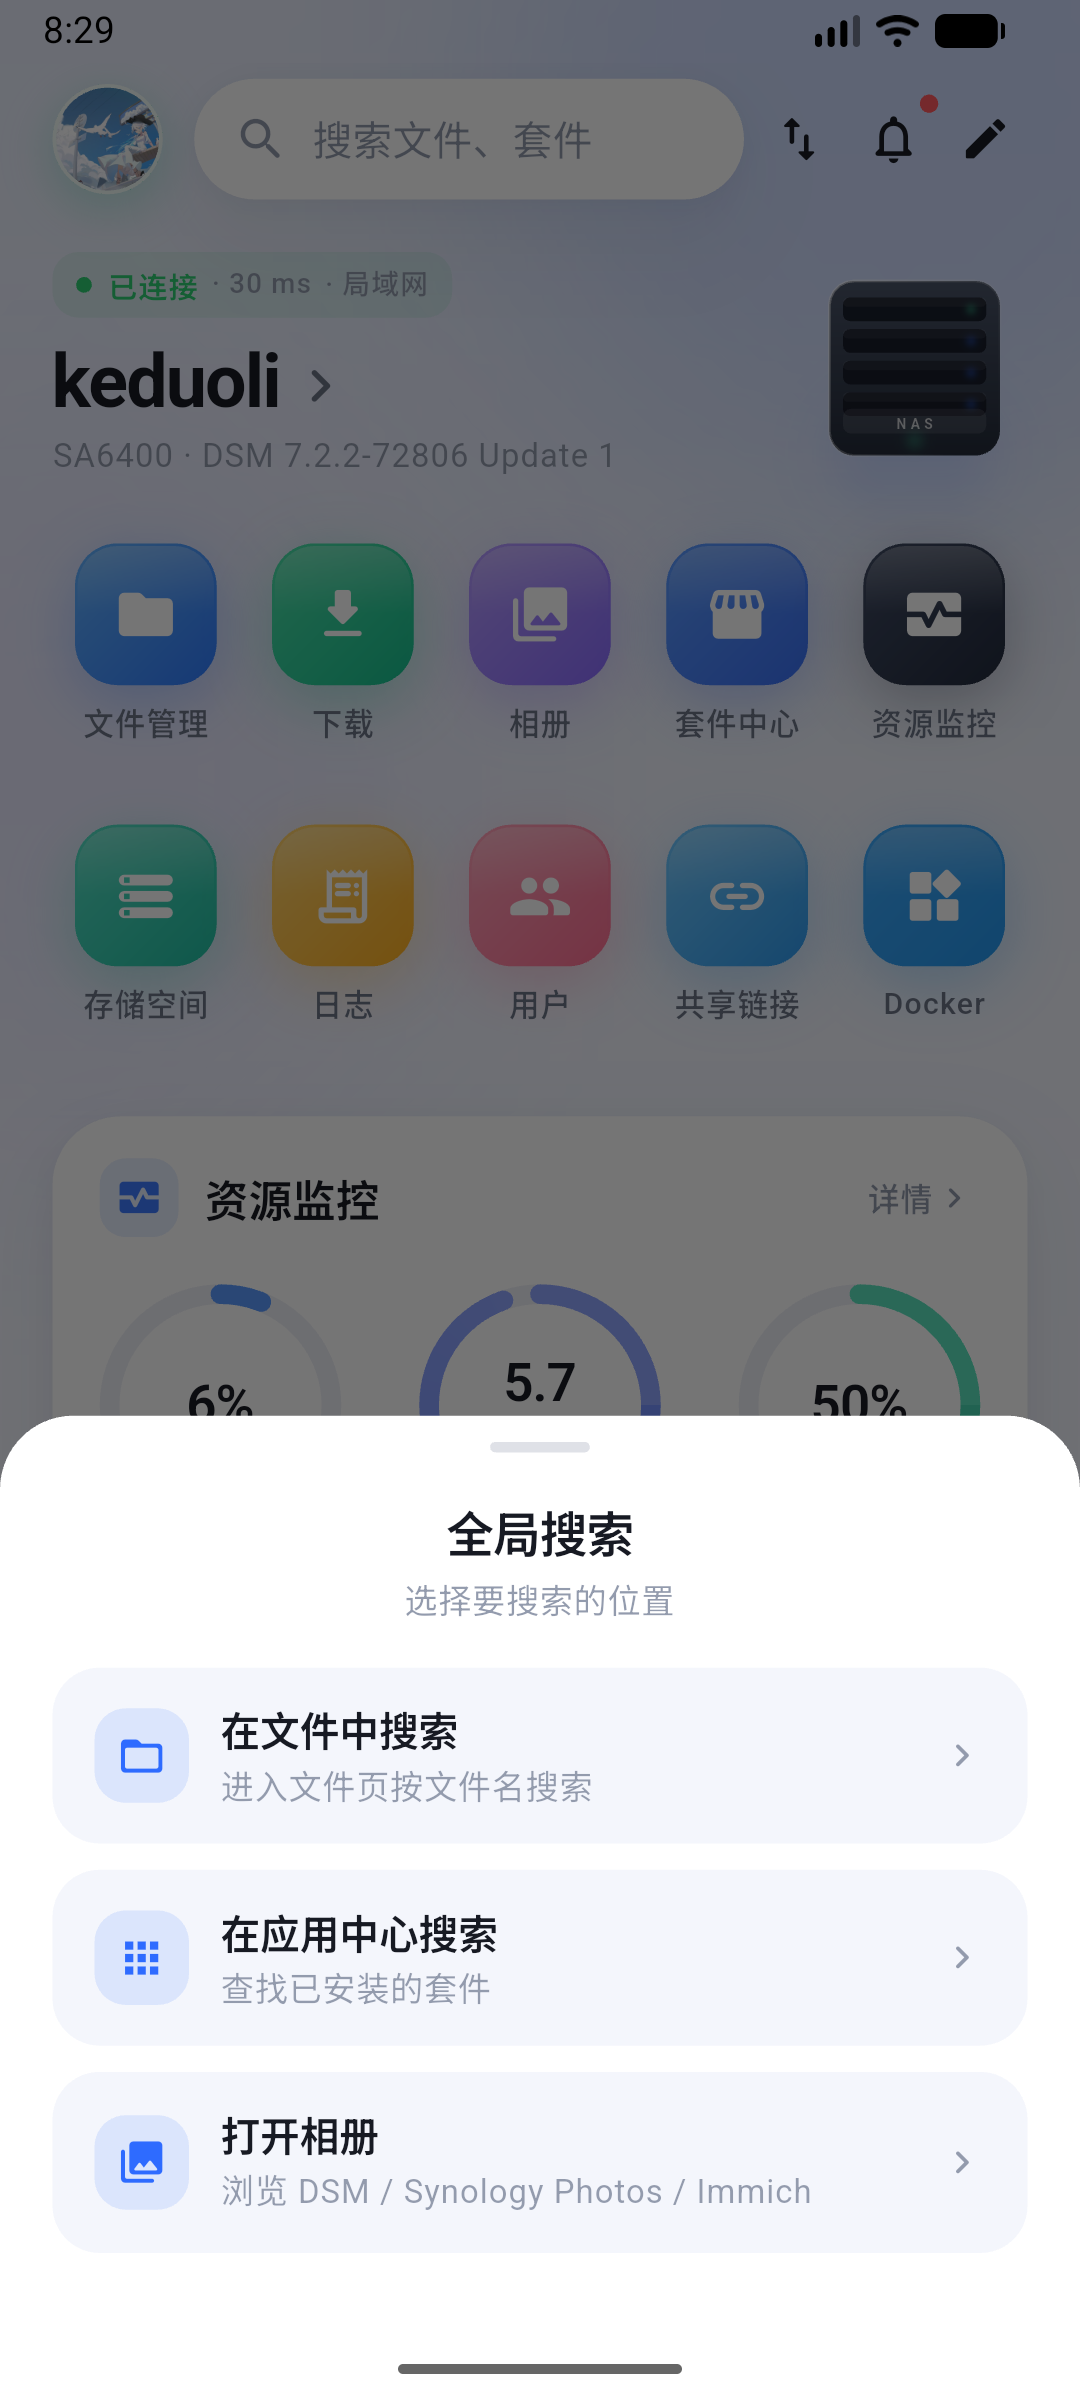 8:29
搜索文件、套件
已连接 · 30 ms · 局域网
keduoli
SA6400 · DSM 7.2.2-72806 Update 1
NAS
文件管理 下载 相册 套件中心 资源监控
存储空间 日志 用户 共享链接 Docker
资源监控 详情
6% 5.7 50%
全局搜索
选择要搜索的位置
在文件中搜索
进入文件页按文件名搜索
在应用中心搜索
查找已安装的套件
打开相册
浏览 DSM / Synology Photos / Immich